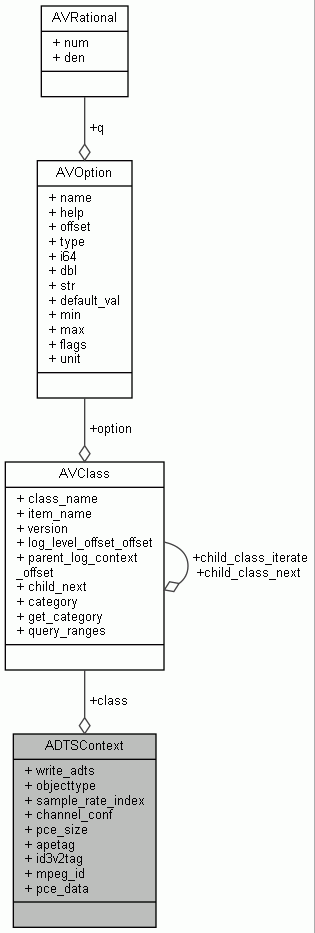 AVRational
+ num
+ den
+q
AVOption
+ name
+ help
+ offset
+ type
+ i64
+ dbl
+ str
+ default_val
+ min
+ max
+ flags
+ unit
+option
AVClass
+ class_name
+ item_name
+ version
+ log_level_offset_offset
+ parent_log_context
_offset
+ child_next
+ category
+ get_category
+ query_ranges
+child_class_iterate
+child_class_next
+class
ADTSContext
+ write_adts
+ objecttype
+ sample_rate_index
+ channel_conf
+ pce_size
+ apetag
+ id3v2tag
+ mpeg_id
+ pce_data